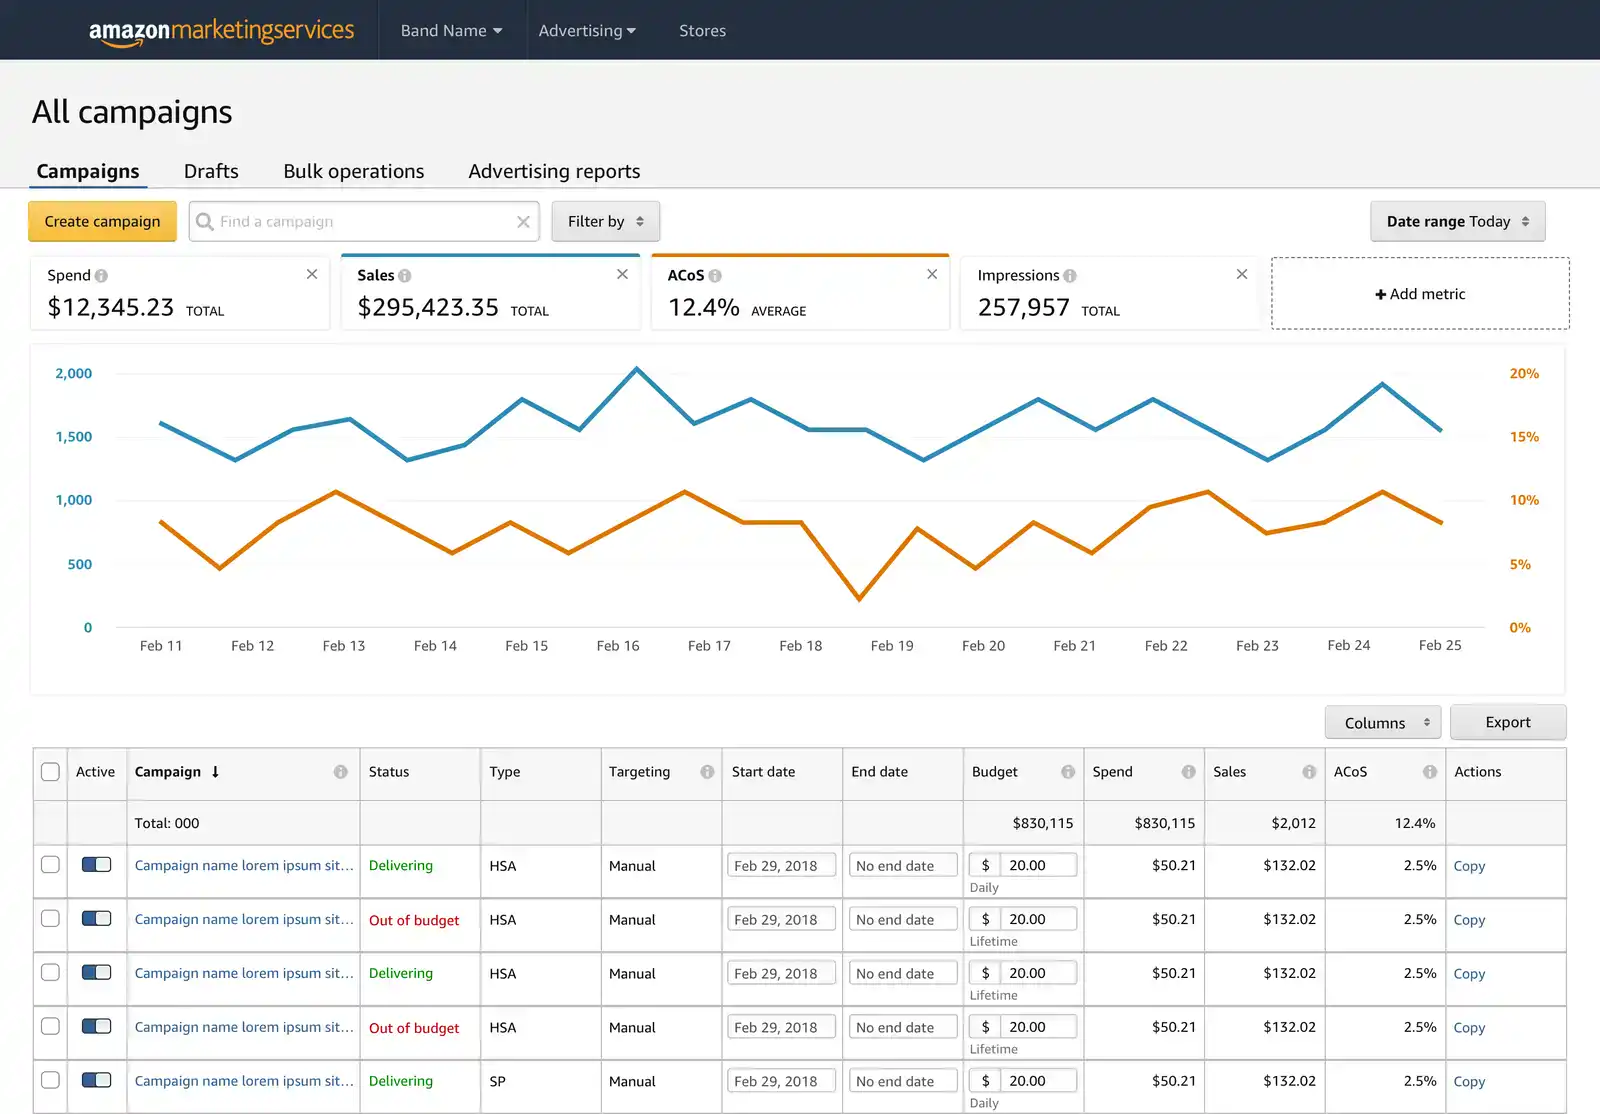 amazonmarketingservices Band Name Advertising Stores
All campaigns
Campaigns Drafts Bulk operations Advertising reports
Create campaign Find a campaign Filter by Date range Today
Spend Sales ACoS Impressions
$12,345.23 TOTAL $295,423.35 TOTAL 12.4% AVERAGE 257,957 TOTAL + Add metric
2,000 20%
1,500 15%
1,000 10%
500 5%
0 0%
Feb 11 Feb 12 Feb 13 Feb 14 Feb 15 Feb 16 Feb 17 Feb 18 Feb 19 Feb 20 Feb 21 Feb 22 Feb 23 Feb 24 Feb 25
Columns Export
Active Campaign Status Type Targeting Start date End date Budget Spend Sales ACoS Actions
Total: 000 $830,115 $830,115 $2,012 12.4%
Campaign name lorem ipsum sit... Delivering HSA Manual Feb 29, 2018 No end date $ 20.00 $50.21 $132.02 2.5% Copy
Daily
Campaign name lorem ipsum sit... Out of budget HSA Manual Feb 29, 2018 No end date $ 20.00 $50.21 $132.02 2.5% Copy
Lifetime
Campaign name lorem ipsum sit... Delivering HSA Manual Feb 29, 2018 No end date $ 20.00 $50.21 $132.02 2.5% Copy
Lifetime
Campaign name lorem ipsum sit... Out of budget HSA Manual Feb 29, 2018 No end date $ 20.00 $50.21 $132.02 2.5% Copy
Lifetime
Campaign name lorem ipsum sit... Delivering SP Manual Feb 29, 2018 No end date $ 20.00 $50.21 $132.02 2.5% Copy
Daily